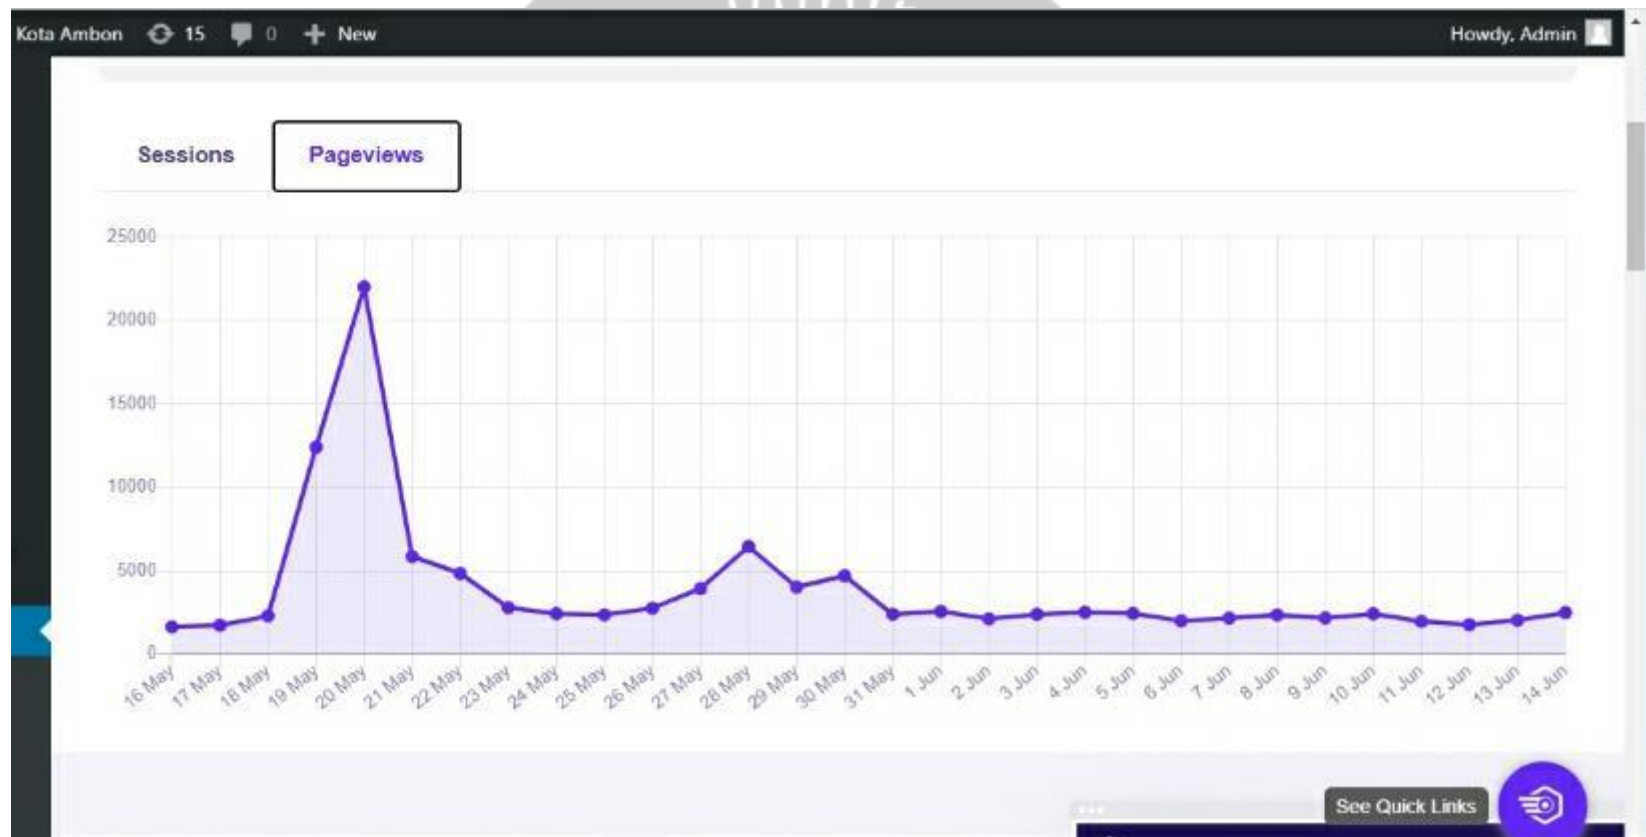 Kota Ambon 15 0 New Howdy, Admin
Sessions Pageviews
25000
20000
15000
10000
5000
0
16 May 17 May 18 May 19 May 20 May 21 May 22 May 23 May 24 May 25 May 26 May 27 May 28 May 29 May 30 May 31 May 1 Jun 2 Jun 3 Jun 4 Jun 5 Jun 6 Jun 7 Jun 8 Jun 9 Jun 10 Jun 11 Jun 12 Jun 13 Jun 14 Jun
See Quick Links